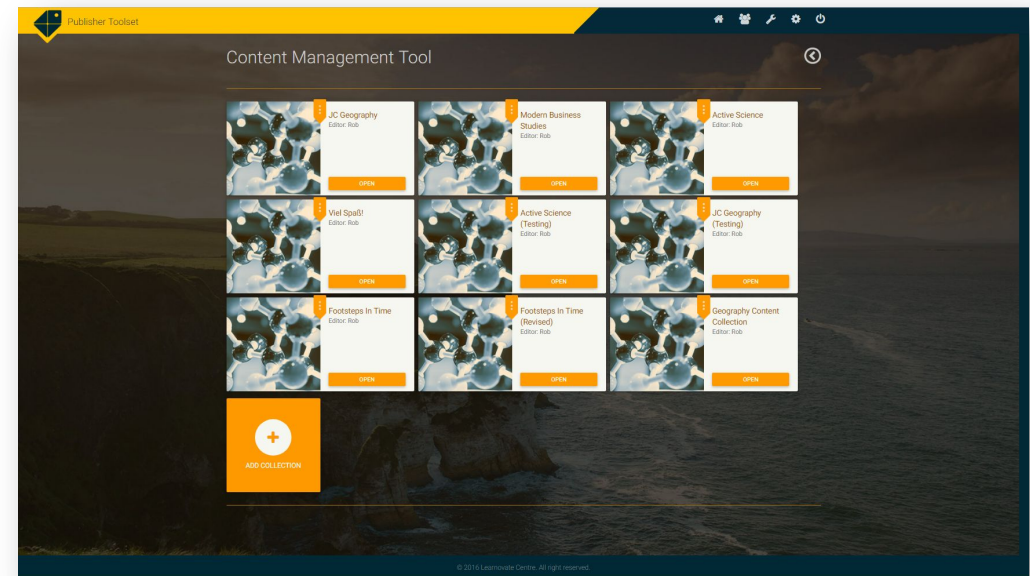 Publisher Toolset
Content Management Tool
JC Geography
Editor: Rob
OPEN
Modern Business
Studies
Editor: Rob
OPEN
Active Science
Editor: Rob
OPEN
Viel Spaß!
Editor: Rob
OPEN
Active Science
(Testing)
Editor: Rob
OPEN
JC Geography
(Testing)
Editor: Rob
OPEN
Footsteps In Time
Editor: Rob
OPEN
Footsteps In Time
(Revised)
Editor: Rob
OPEN
Geography Content
Collection
Editor: Rob
OPEN
ADD COLLECTION
© 2016 Learnovate Centre, All right reserved.